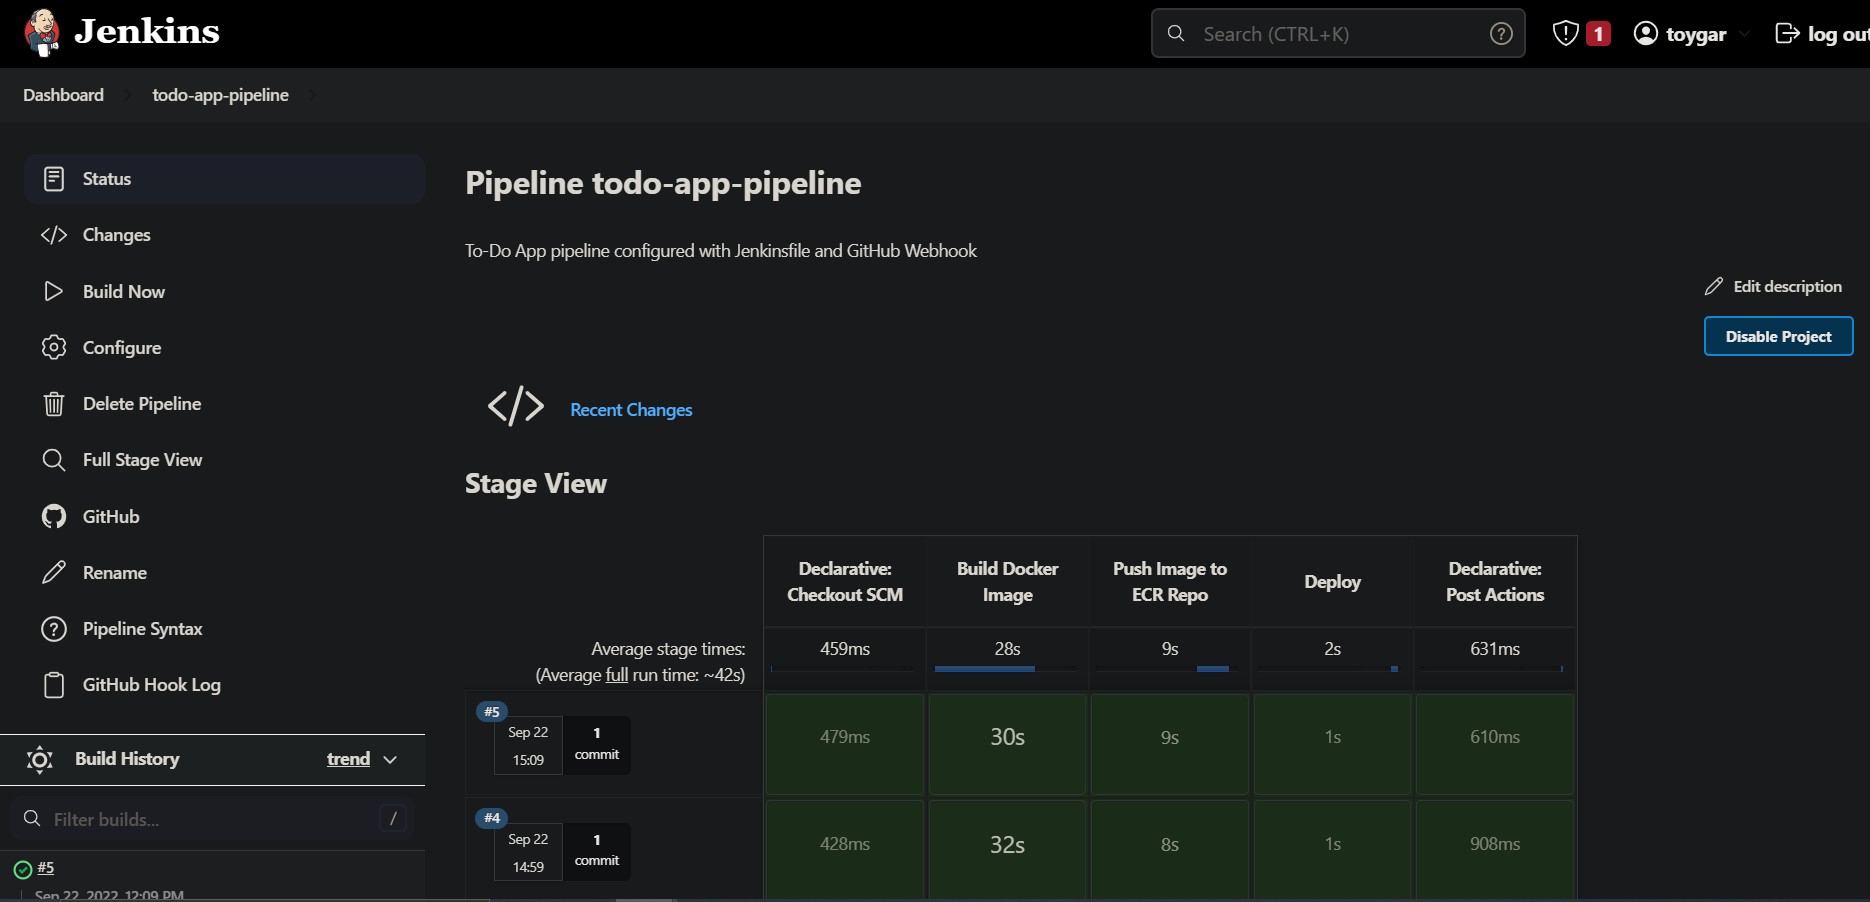 Jenkins
Search (CTRL+K)
?
1
toygar
log out
Dashboard
todo-app-pipeline
Status
Changes
Build Now
Configure
Delete Pipeline
Full Stage View
GitHub
Rename
Pipeline Syntax
GitHub Hook Log
Build History
trend
Filter builds...
/
#5
Sep 22, 2022, 12:09 PM
Pipeline todo-app-pipeline
To-Do App pipeline configured with Jenkinsfile and GitHub Webhook
Edit description
Disable Project
</> Recent Changes
Stage View
Declarative: Checkout SCM
Build Docker Image
Push Image to ECR Repo
Deploy
Declarative: Post Actions
Average stage times:
(Average full run time: ~42s)
459ms 28s 9s 2s 631ms
#5
Sep 22
15:09
1
commit
479ms 30s 9s 1s 610ms
#4
Sep 22
14:59
1
commit
428ms 32s 8s 1s 908ms